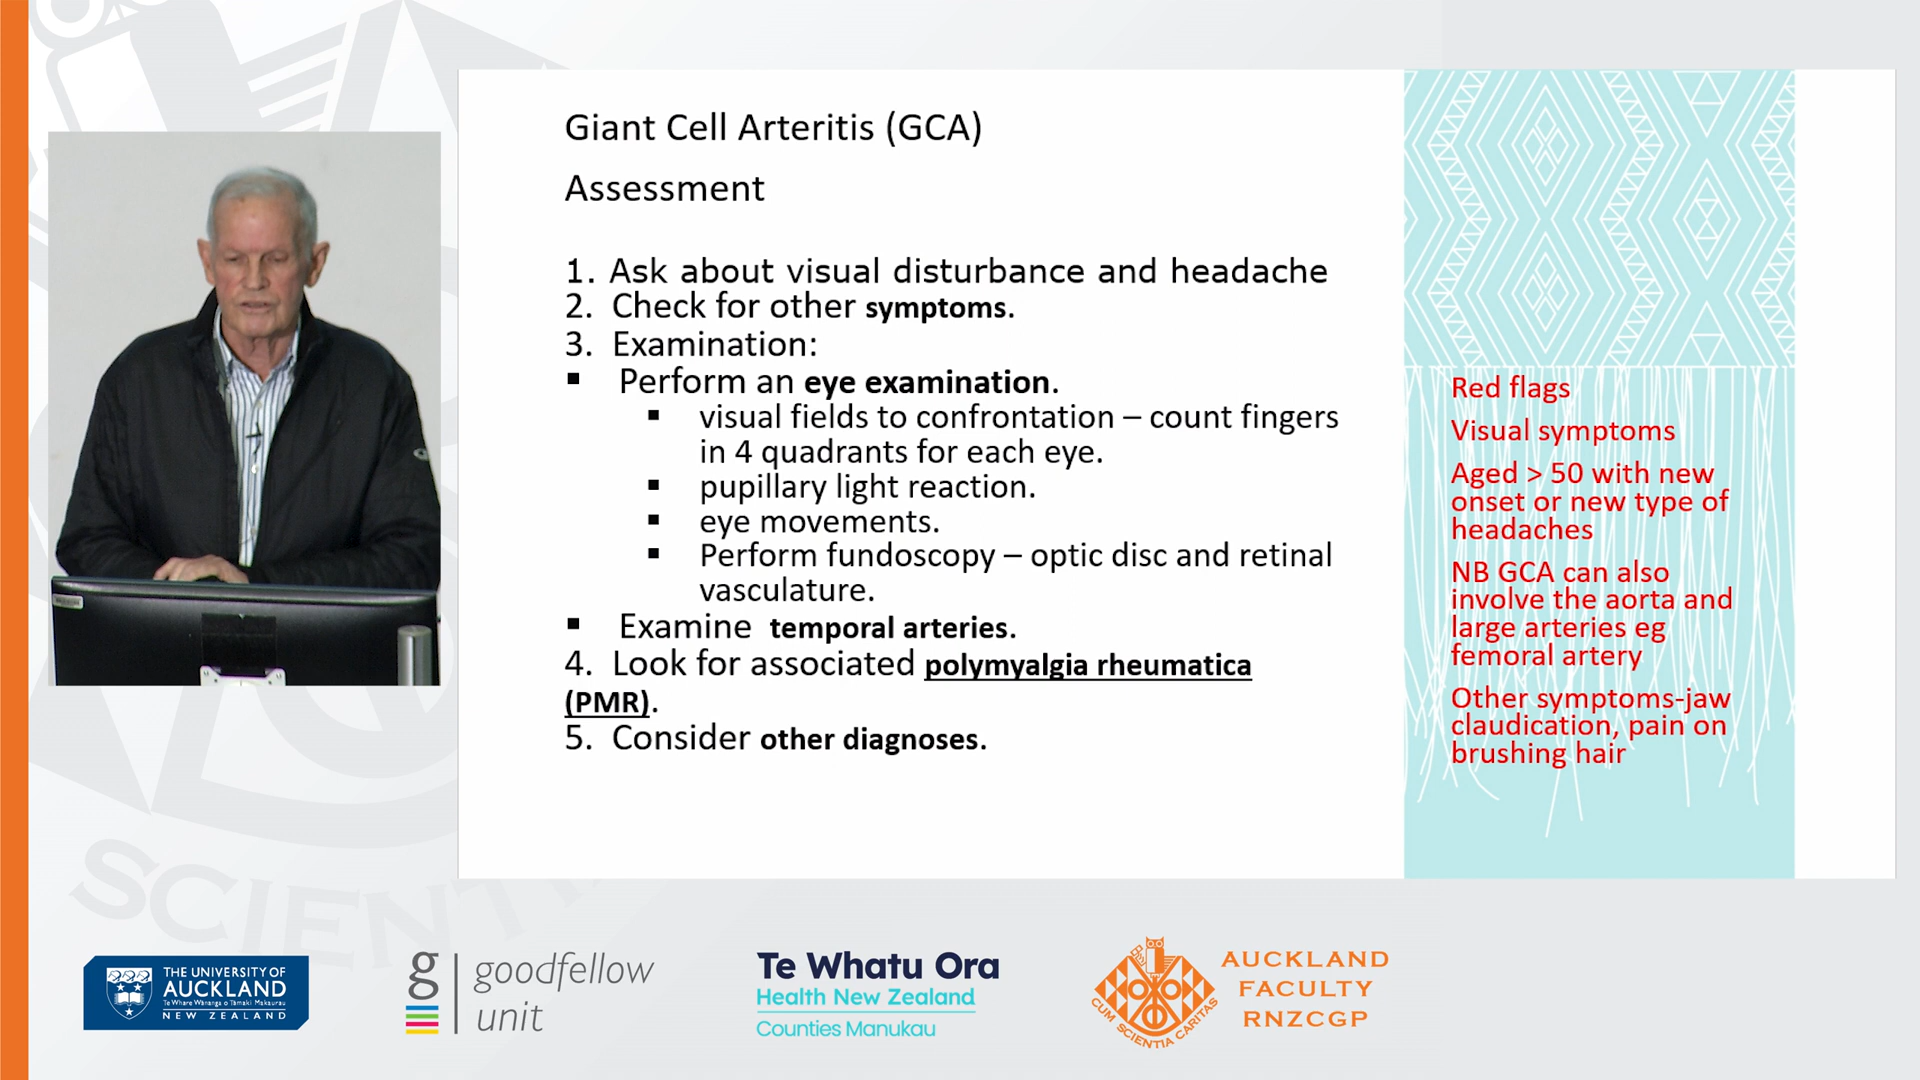 Giant Cell Arteritis (GCA)
Assessment
1. Ask about visual disturbance and headache
2. Check for other symptoms.
3. Examination:
▪ Perform an eye examination.
▪ visual fields to confrontation – count fingers
in 4 quadrants for each eye.
▪ pupillary light reaction.
▪ eye movements.
▪ Perform fundoscopy – optic disc and retinal
vasculature.
▪ Examine temporal arteries.
4. Look for associated polymyalgia rheumatica
(PMR).
5. Consider other diagnoses.
Red flags
Visual symptoms
Aged > 50 with new
onset or new type of
headaches
NB GCA can also
involve the aorta and
large arteries eg
femoral artery
Other symptoms-jaw
claudication, pain on
brushing hair
SCIENTI
THE UNIVERSITY OF
AUCKLAND
Te Whare Wānanga o Tāmaki Makaurau
NEW ZEALAND
g goodfellow
unit
Te Whatu Ora
Health New Zealand
Counties Manukau
CUM SCIENTIA CARITAS
AUCKLAND
FACULTY
RNZCGP